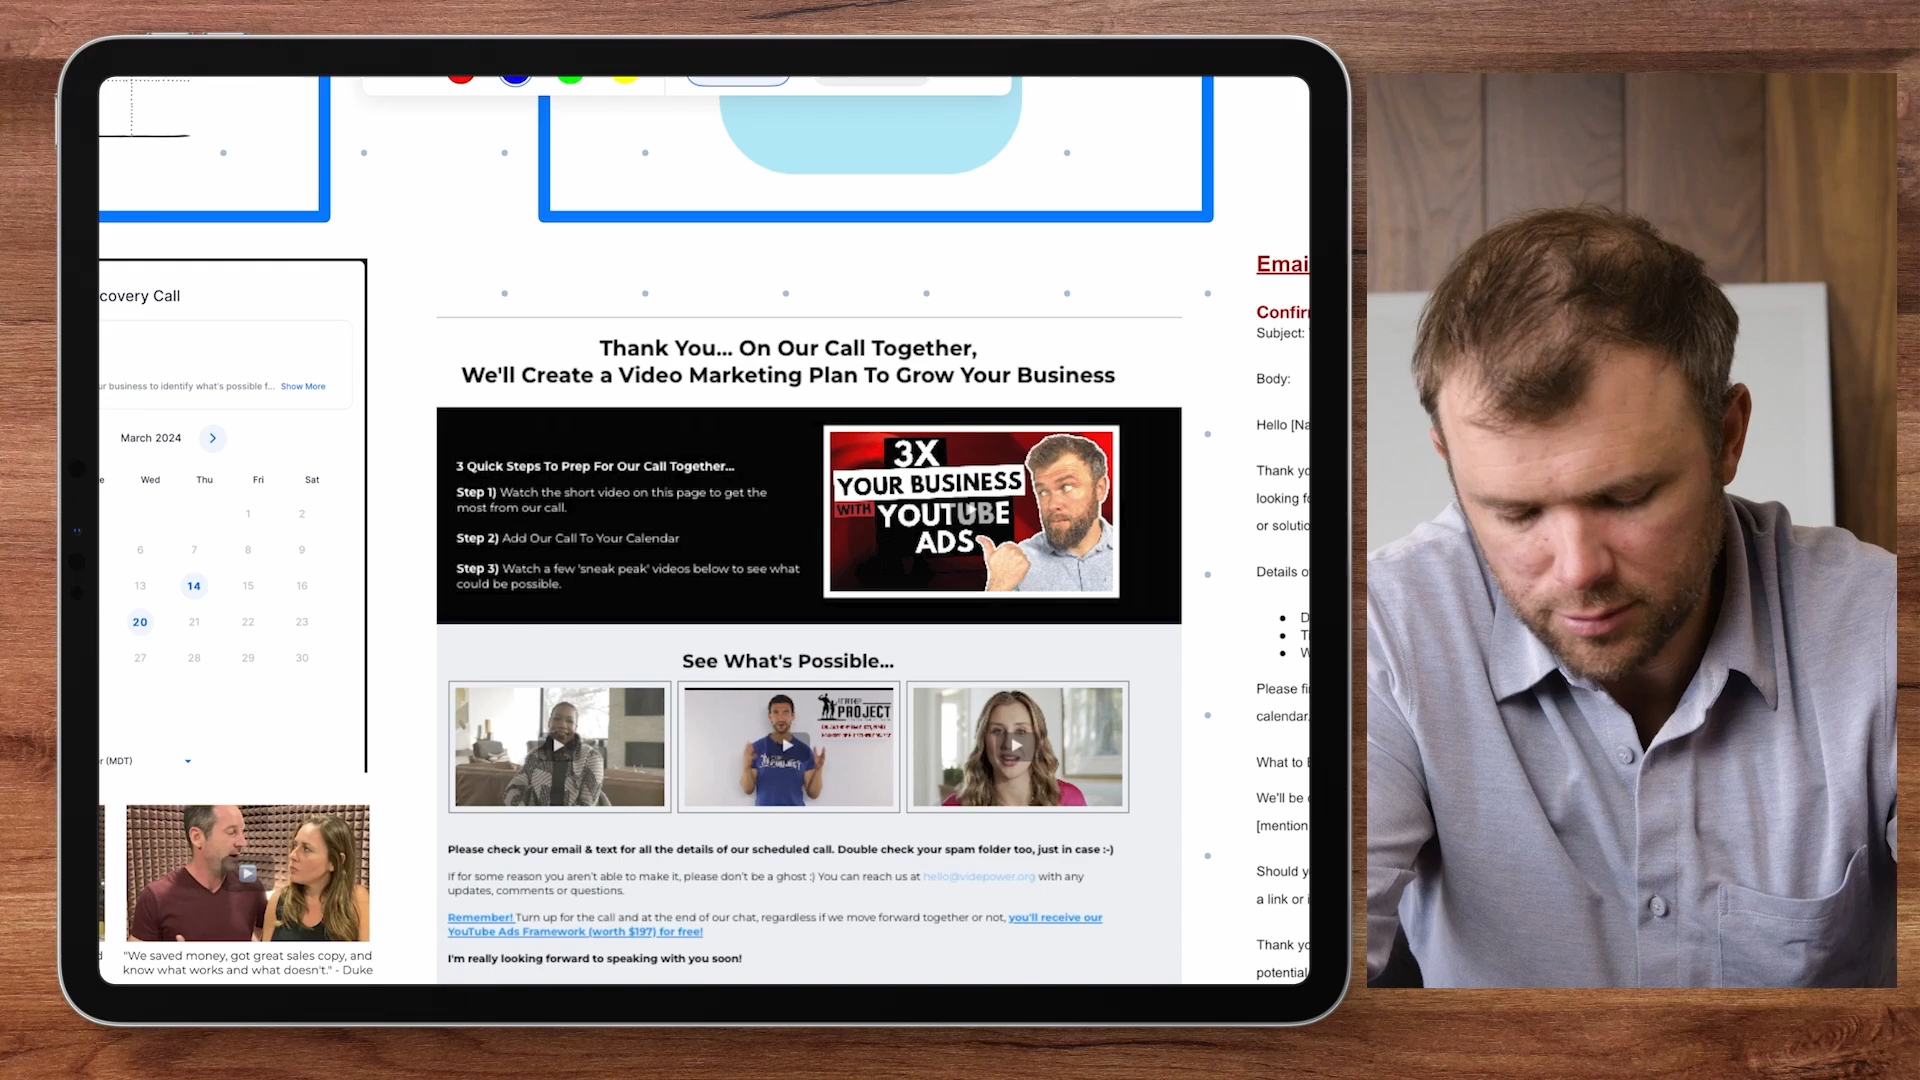 covery Call
ur business to identify what's possible f... Show More
March 2024
Wed Thu Fri Sat
1 2
6 7 8 9
13 14 15 16
20 21 22 23
27 28 29 30
r (MDT)
"We saved money, got great sales copy, and
know what works and what doesn't." - Duke
Thank You... On Our Call Together,
We'll Create a Video Marketing Plan To Grow Your Business
3 Quick Steps To Prep For Our Call Together...
Step 1) Watch the short video on this page to get the
most from our call.
Step 2) Add Our Call To Your Calendar
Step 3) Watch a few 'sneak peak' videos below to see what
could be possible.
3X
YOUR BUSINESS
WITH YOUTUBE
ADS
See What's Possible...
PROJECT
Please check your email & text for all the details of our scheduled call. Double check your spam folder too, just in case :-)
If for some reason you aren't able to make it, please don't be a ghost :) You can reach us at hello@videpower.org with any
updates, comments or questions.
Remember! Turn up for the call and at the end of our chat, regardless if we move forward together or not, you'll receive our
YouTube Ads Framework (worth $197) for free!
I'm really looking forward to speaking with you soon!
Emai
Confir
Subject:
Body:
Hello [Na
Thank yo
looking fo
or solutio
Details o
D
Ti
W
Please fi
calendar.
What to E
We'll be
[mention
Should y
a link or i
Thank yo
potential